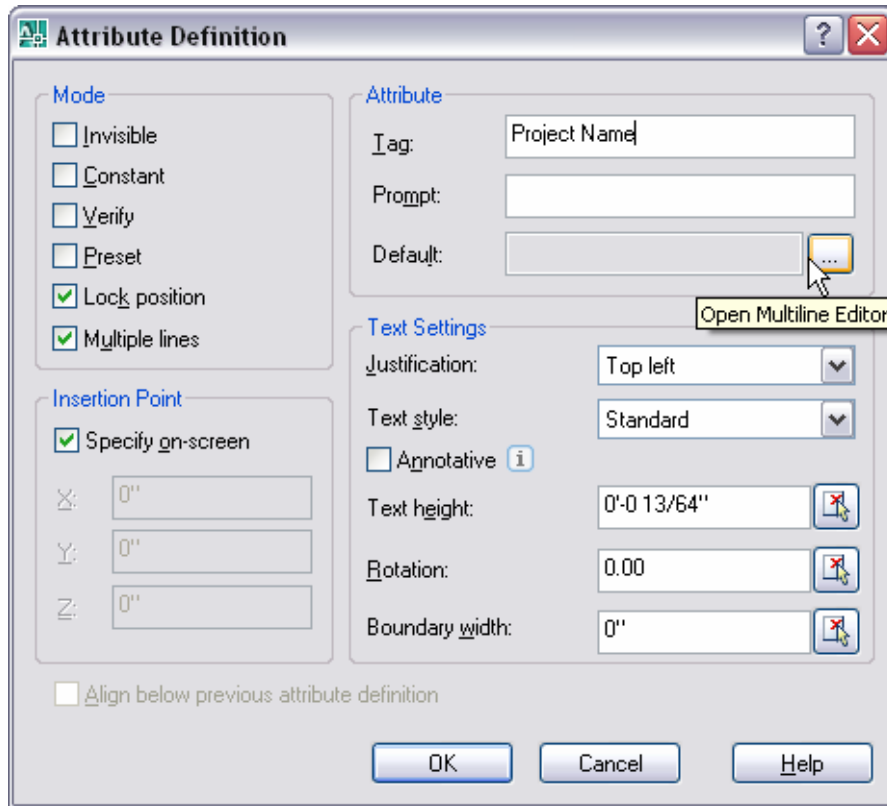 Attribute Definition
Mode
Invisible
Constant
Verify
Preset
Lock position
Multiple lines
Attribute
Tag: Project Name
Prompt:
Default: ...
Open Multiline Editor
Insertion Point
Specify on-screen
X: 0"
Y: 0"
Z: 0"
Text Settings
Justification: Top left
Text style: Standard
Annotative i
Text height: 0'-0 13/64"
Rotation: 0.00
Boundary width: 0"
Align below previous attribute definition
OK Cancel Help